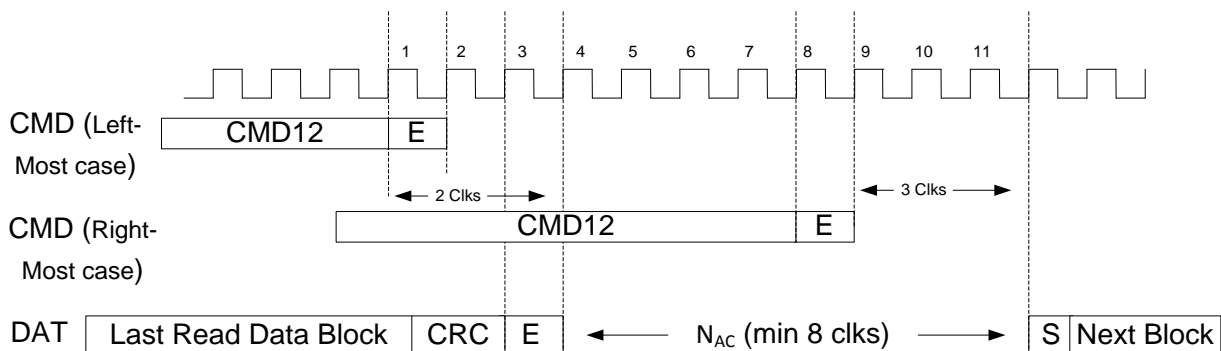 1 2 3 4 5 6 7 8 9 10 11
CMD (Left-
Most case)
CMD12 E
2 Clks
3 Clks
CMD (Right-
Most case)
CMD12 E
DAT
Last Read Data Block CRC E
NAC (min 8 clks)
S Next Block